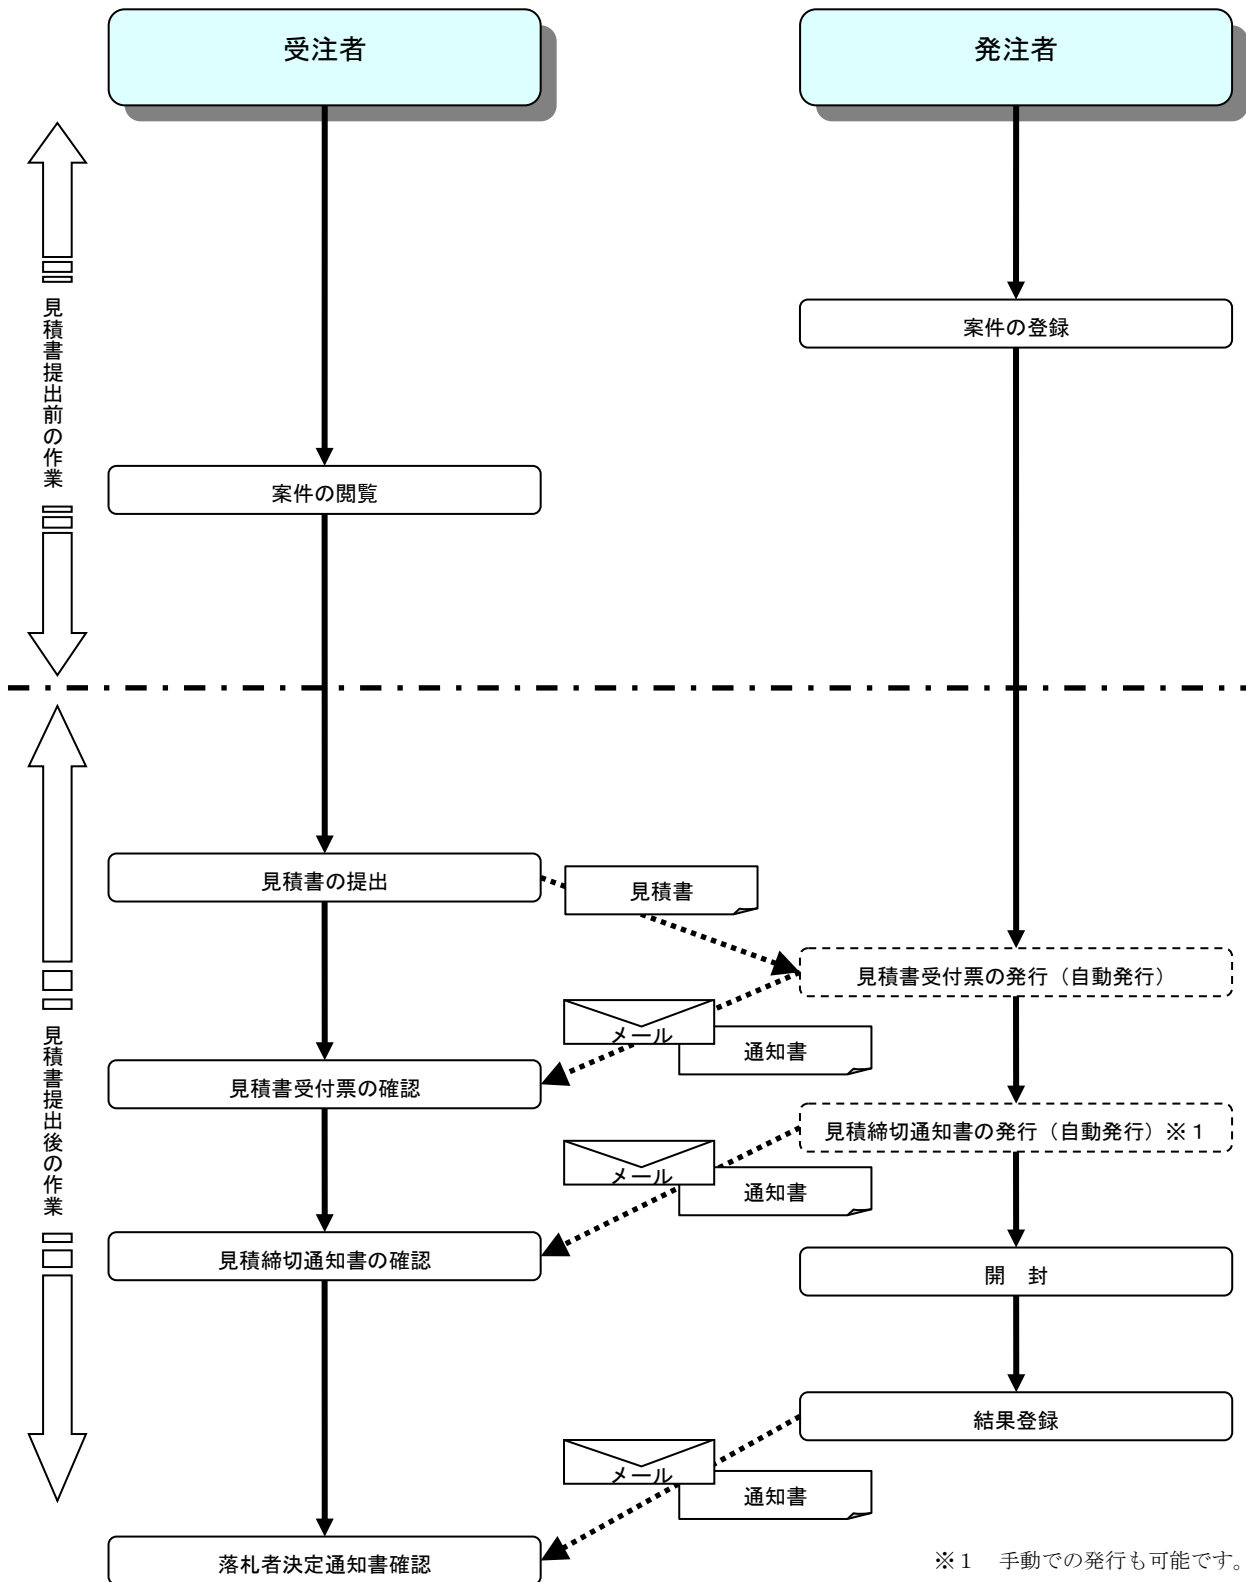 受注者
発注者
案件の登録
見積書提出前の作業
案件の閲覧
見積書の提出
見積書
見積書受付票の発行（自動発行）
メール
通知書
見積書受付票の確認
見積書提出後の作業
見積締切通知書の発行（自動発行）※１
メール
通知書
見積締切通知書の確認
開　封
結果登録
メール
通知書
落札者決定通知書確認
※１　手動での発行も可能です。